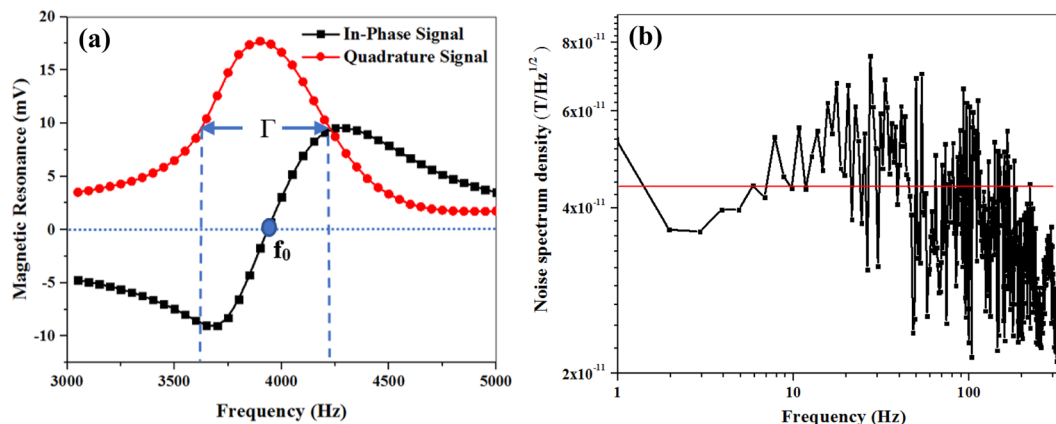 (a)
In-Phase Signal
Quadrature Signal
Magnetic Resonance (mV)
20
15
10
5
0
-5
-10
Γ
f₀
3000 3500 4000 4500 5000
Frequency (Hz)
(b)
Noise spectrum density (T/Hz^{1/2})
8x10⁻¹¹
6x10⁻¹¹
4x10⁻¹¹
2x10⁻¹¹
1 10 100
Frequency (Hz)